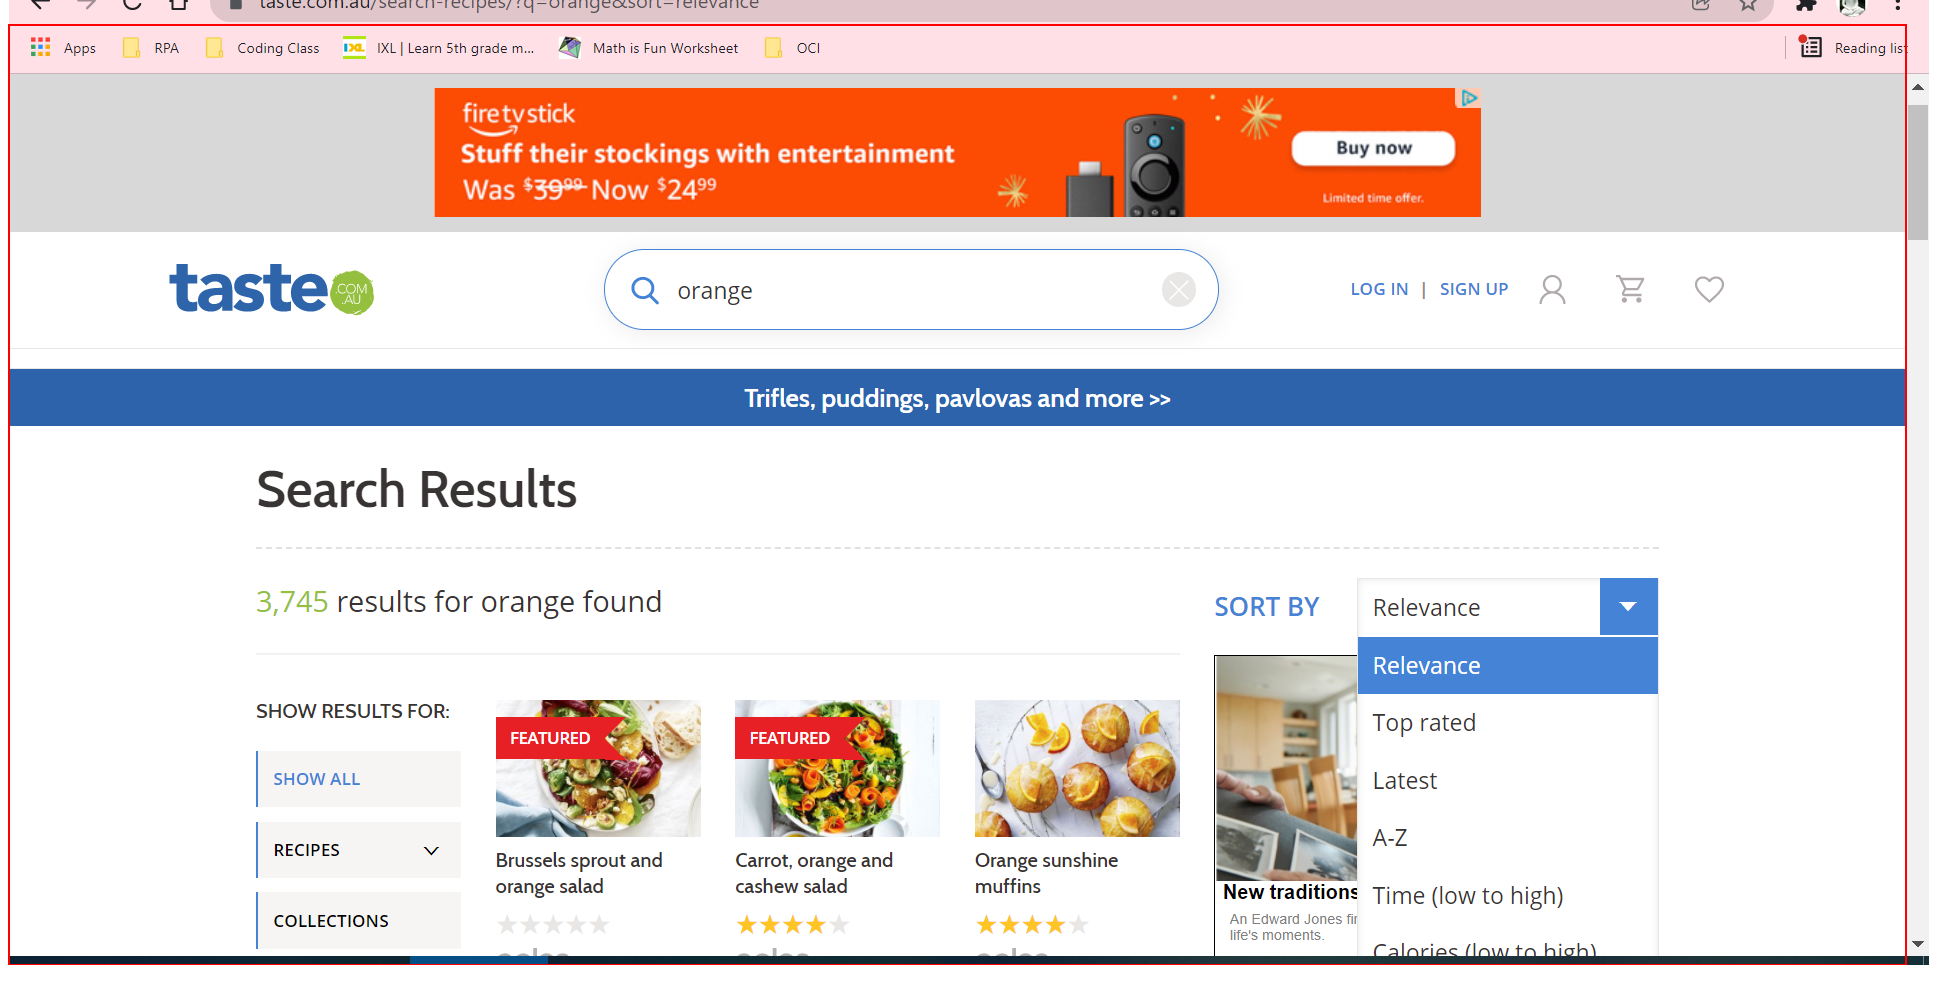 taste.com.au/search-recipes/?q=orange&sort=relevance
Apps RPA Coding Class IXL | Learn 5th grade m... Math is Fun Worksheet OCI Reading list
fire tv stick
Stuff their stockings with entertainment
Was $39.99 Now $24.99
Buy now
Limited time offer.
taste.COM.AU
orange
LOG IN | SIGN UP
Trifles, puddings, pavlovas and more >>
Search Results
3,745 results for orange found
SORT BY
Relevance
Relevance
Top rated
Latest
A-Z
Time (low to high)
Calories (low to high)
SHOW RESULTS FOR:
SHOW ALL
RECIPES
COLLECTIONS
FEATURED
Brussels sprout and
orange salad
FEATURED
Carrot, orange and
cashew salad
Orange sunshine
muffins
New traditions
An Edward Jones fi
life's moments.